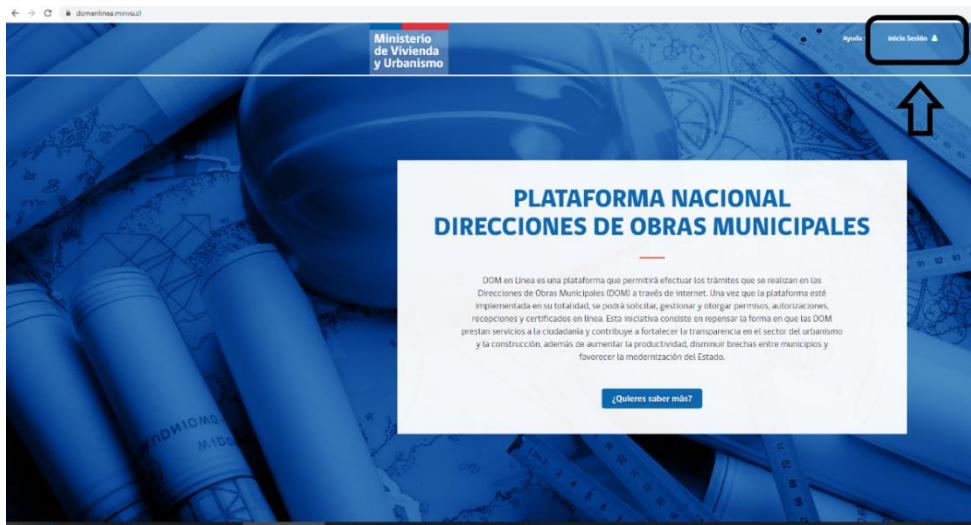 domenlinea.minvu.cl
Ministerio
de Vivienda
y Urbanismo
Ayuda
Inicie Sesión
PLATAFORMA NACIONAL
DIRECCIONES DE OBRAS MUNICIPALES
DOM en Línea es una plataforma que permitirá efectuar los trámites que se realizan en las
Direcciones de Obras Municipales (DOM) a través de internet. Una vez que la plataforma esté
implementada en su totalidad, se podrá solicitar, gestionar y otorgar permisos, autorizaciones,
recepciones y certificados en línea. Esta iniciativa consiste en repensar la forma en que las DOM
prestan servicios a la ciudadanía y contribuye a fortalecer la transparencia en el sector del urbanismo
y la construcción, además de aumentar la productividad, disminuir brechas entre municipios y
favorecer la modernización del Estado.
¿Quieres saber más?